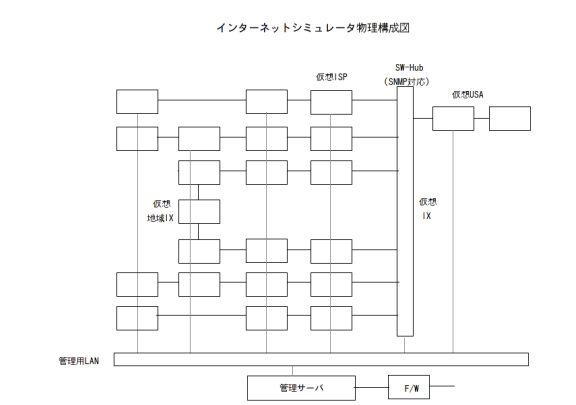 インターネットシミュレータ物理構成図
SW-Hub
(SNMP対応)
仮想ISP
仮想USA
仮想
地域IX
仮想
IX
管理用LAN
管理サーバ
F/W